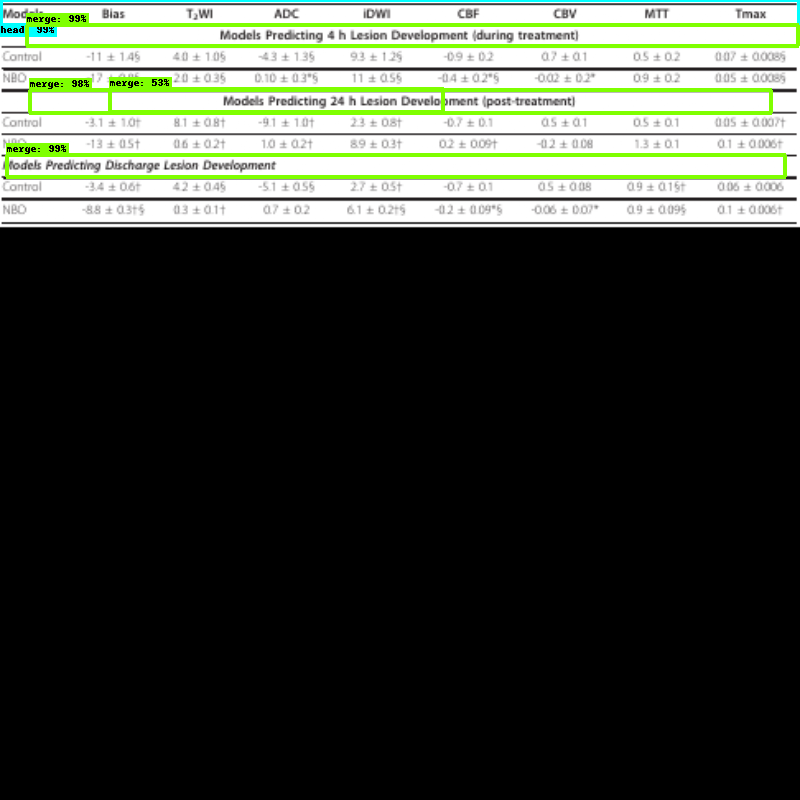 Models Bias T₂WI ADC iDWI CBF CBV MTT Tmax
merge: 99%
head 99%
Models Predicting 4 h Lesion Development (during treatment)
Control -11 ± 1.4§ 4.0 ± 1.0§ -4.3 ± 1.3§ 9.3 ± 1.2§ -0.9 ± 0.2 0.7 ± 0.1 0.5 ± 0.2 0.07 ± 0.008§
NBO 2.0 ± 0.3§ 0.10 ± 0.3*§ 11 ± 0.5§ -0.4 ± 0.2*§ -0.02 ± 0.2* 0.9 ± 0.2 0.05 ± 0.008§
merge: 98% merge: 53%
Models Predicting 24 h Lesion Development (post-treatment)
Control -3.1 ± 1.0† 8.1 ± 0.8† -9.1 ± 1.0† 2.3 ± 0.8† -0.7 ± 0.1 0.5 ± 0.1 0.5 ± 0.1 0.05 ± 0.007†
NBO -13 ± 0.5† 0.6 ± 0.2† 1.0 ± 0.2† 8.9 ± 0.3† 0.2 ± 0.09† -0.2 ± 0.08 1.3 ± 0.1 0.1 ± 0.006†
merge: 99%
Models Predicting Discharge Lesion Development
Control -3.4 ± 0.6† 4.2 ± 0.4§ -5.1 ± 0.5§ 2.7 ± 0.5† -0.7 ± 0.1 0.5 ± 0.08 0.9 ± 0.1§† 0.06 ± 0.006
NBO -8.8 ± 0.3†§ 0.3 ± 0.1† 0.7 ± 0.2 6.1 ± 0.2†§ -0.2 ± 0.09*§ -0.06 ± 0.07* 0.9 ± 0.09§ 0.1 ± 0.006†